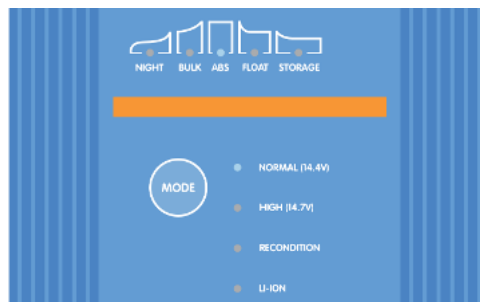 NIGHT BULK ABS FLOAT STORAGE
MODE
NORMAL (14.4V)
HIGH (14.7V)
RECONDITION
LI-ION